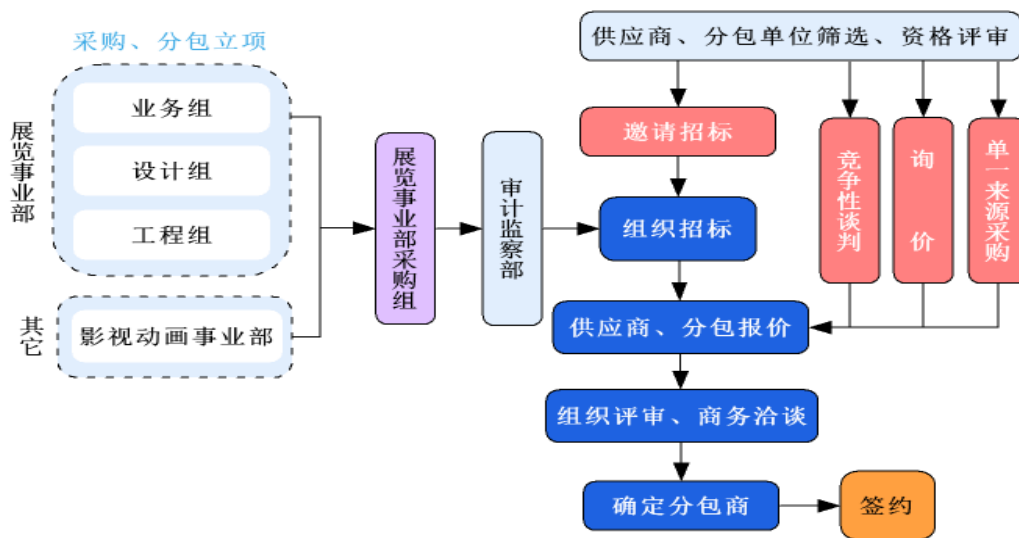 采购、分包立项
展览事业部
业务组
设计组
工程组
其它
影视动画事业部
展览事业部采购组
审计监察部
供应商、分包单位筛选、资格评审
邀请招标
竞争性谈判
询价
单一来源采购
组织招标
供应商、分包报价
组织评审、商务洽谈
确定分包商
签约